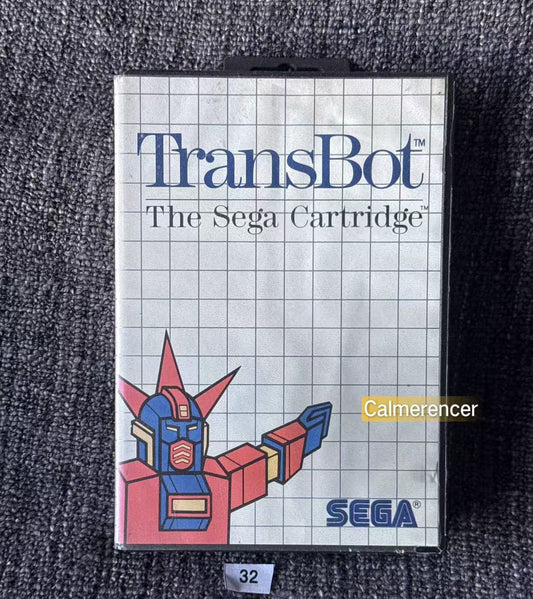 TransBot™
The Sega Cartridge™
Calmerencer
SEGA®
32